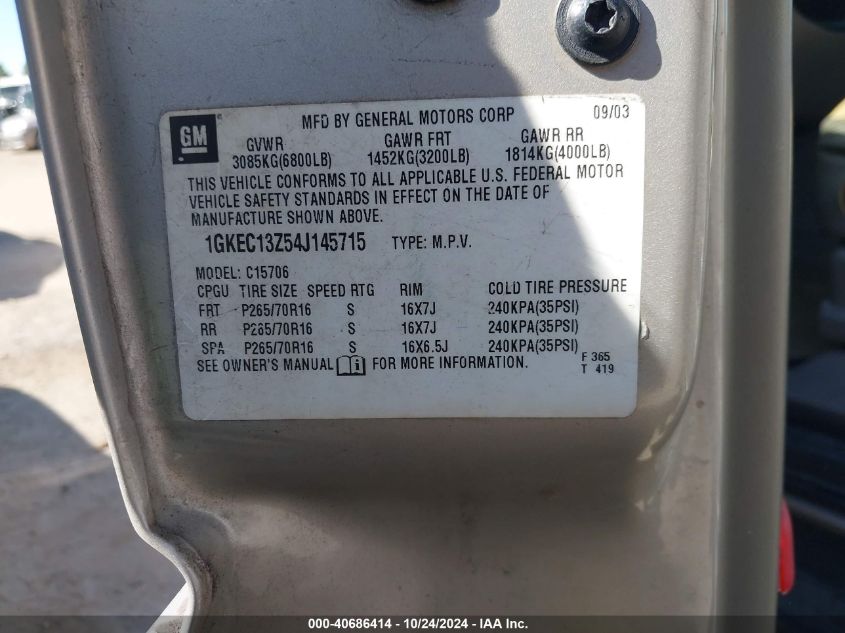 MFD BY GENERAL MOTORS CORP 09/03
GM
GVWR GAWR FRT GAWR RR
3085KG(6800LB) 1452KG(3200LB) 1814KG(4000LB)
THIS VEHICLE CONFORMS TO ALL APPLICABLE U.S. FEDERAL MOTOR
VEHICLE SAFETY STANDARDS IN EFFECT ON THE DATE OF
MANUFACTURE SHOWN ABOVE.
1GKEC13Z54J145715 TYPE: M.P.V.
MODEL: C15706
CPGU TIRE SIZE SPEED RTG RIM COLD TIRE PRESSURE
FRT P265/70R16 S 16X7J 240KPA(35PSI)
RR P265/70R16 S 16X7J 240KPA(35PSI)
SPA P265/70R16 S 16X6.5J 240KPA(35PSI)
SEE OWNER'S MANUAL FOR MORE INFORMATION.
F 365
T 419
000-40686414 - 10/24/2024 - IAA Inc.